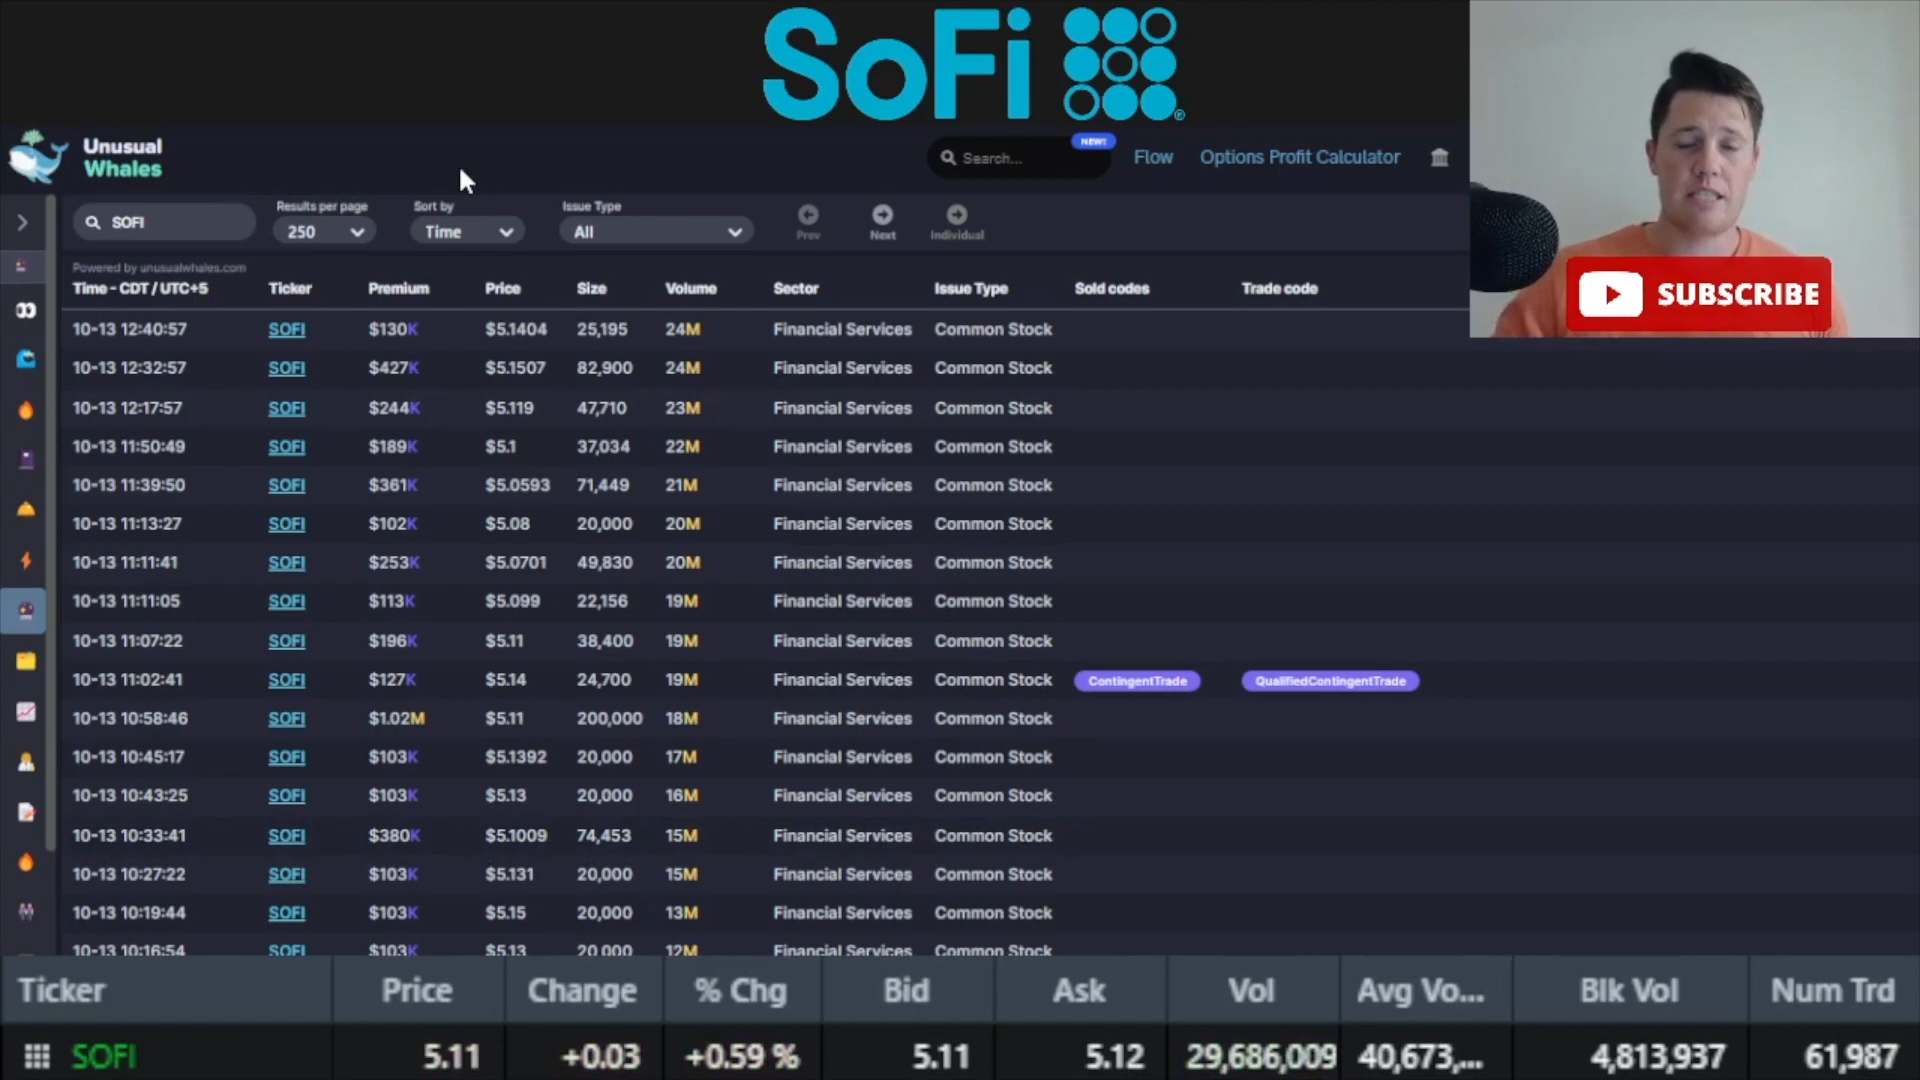 SoFi
Unusual
Whales
Search...
NEW!
Flow
Options Profit Calculator
SUBSCRIBE
SOFI
Results per page
250
Sort by
Time
Issue Type
All
Prev
Next
Individual
Powered by unusualwhales.com
Time - CDT / UTC+5 Ticker Premium Price Size Volume Sector Issue Type Sold codes Trade code
10-13 12:40:57 SOFI $130K $5.1404 25,195 24M Financial Services Common Stock
10-13 12:32:57 SOFI $427K $5.1507 82,900 24M Financial Services Common Stock
10-13 12:17:57 SOFI $244K $5.119 47,710 23M Financial Services Common Stock
10-13 11:50:49 SOFI $189K $5.1 37,034 22M Financial Services Common Stock
10-13 11:39:50 SOFI $361K $5.0593 71,449 21M Financial Services Common Stock
10-13 11:13:27 SOFI $102K $5.08 20,000 20M Financial Services Common Stock
10-13 11:11:41 SOFI $253K $5.0701 49,830 20M Financial Services Common Stock
10-13 11:11:05 SOFI $113K $5.099 22,156 19M Financial Services Common Stock
10-13 11:07:22 SOFI $196K $5.11 38,400 19M Financial Services Common Stock
10-13 11:02:41 SOFI $127K $5.14 24,700 19M Financial Services Common Stock ContingentTrade QualifiedContingentTrade
10-13 10:58:46 SOFI $1.02M $5.11 200,000 18M Financial Services Common Stock
10-13 10:45:17 SOFI $103K $5.1392 20,000 17M Financial Services Common Stock
10-13 10:43:25 SOFI $103K $5.13 20,000 16M Financial Services Common Stock
10-13 10:33:41 SOFI $380K $5.1009 74,453 15M Financial Services Common Stock
10-13 10:27:22 SOFI $103K $5.131 20,000 15M Financial Services Common Stock
10-13 10:19:44 SOFI $103K $5.15 20,000 13M Financial Services Common Stock
10-13 10:16:54 SOFI $103K $5.13 20,000 12M Financial Services Common Stock
Ticker Price Change % Chg Bid Ask Vol Avg Vo... Blk Vol Num Trd
SOFI 5.11 +0.03 +0.59 % 5.11 5.12 29,686,009 40,673,... 4,813,937 61,987